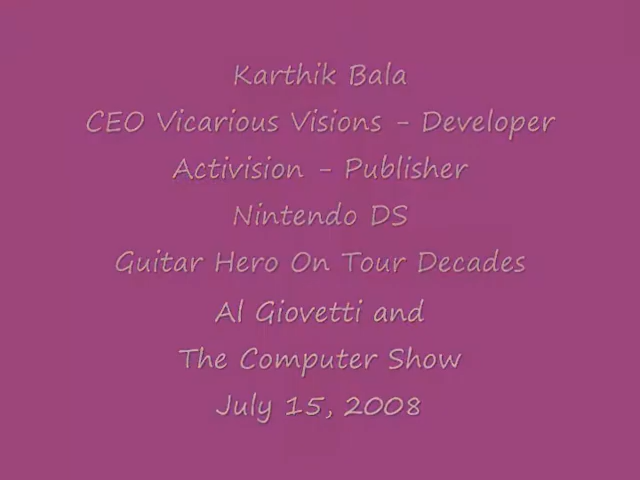 Karthik Bala
CEO Vicarious Visions - Developer
Activision - Publisher
Nintendo DS
Guitar Hero On Tour Decades
Al Giovetti and
The Computer Show
July 15, 2008